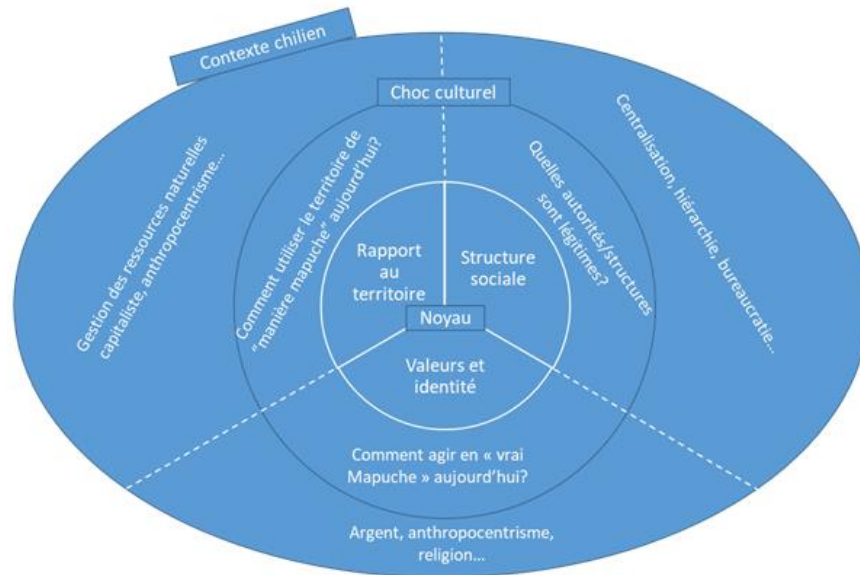 Contexte chilien
Choc culturel
Gestion des ressources naturelles
capitaliste, anthropocentrisme...
Comment utiliser le territoire de
“manière mapuche” aujourd’hui?
Quelles autorités/structures
sont légitimes?
Centralisation, hiérarchie, bureaucratie...
Rapport
au
territoire
Structure
sociale
Noyau
Valeurs et
identité
Comment agir en « vrai
Mapuche » aujourd’hui?
Argent, anthropocentrisme,
religion...